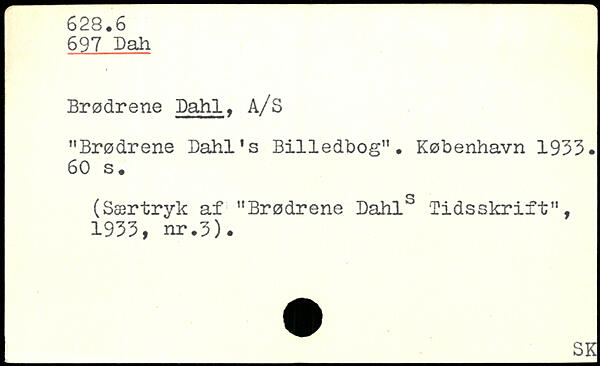 628.6
697 Dah
Brødrene Dahl, A/S
"Brødrene Dahl's Billedbog". København 1933.
60 s.
(Særtryk af "Brødrene Dahls Tidsskrift",
1933, nr.3).
SK